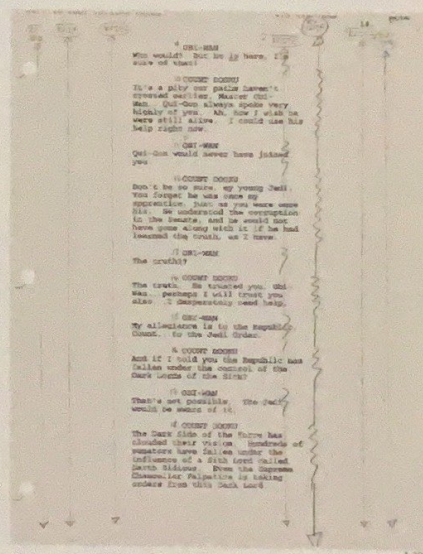 OBI-WAN
Who would? But he is here, I'm
sure of that!
COUNT DOOKU
It's a pity our paths haven't
crossed earlier, Master Obi-
Wan. Qui-Gon always spoke very
highly of you. Ah, how I wish he
were still alive. I could use his
help right now.
OBI-WAN
Qui-Gon would never have joined
you
COUNT DOOKU
Don't be so sure, my young Jedi.
You forget he was once my
apprentice, just as you were once
his. He understood the corruption
in the Senate, and he would not
have gone along with it if he had
learned the truth, as I have.
OBI-WAN
The truth?
COUNT DOOKU
The truth. He trusted you, Obi-
Wan... perhaps I will trust you
also. I desperately need help.
OBI-WAN
My allegiance is to the Republic,
Count... to the Jedi Order.
COUNT DOOKU
And if I told you the Republic has
fallen under the control of the
Dark Lords of the Sith?
OBI-WAN
That's not possible. The Jedi
would be aware of it.
COUNT DOOKU
The Dark Side of the Force has
clouded their vision. Hundreds of
senators have fallen under the
influence of a Sith Lord called
Darth Sidious. Even the Supreme
Chancellor Palpatine is taking
orders from this Dark Lord